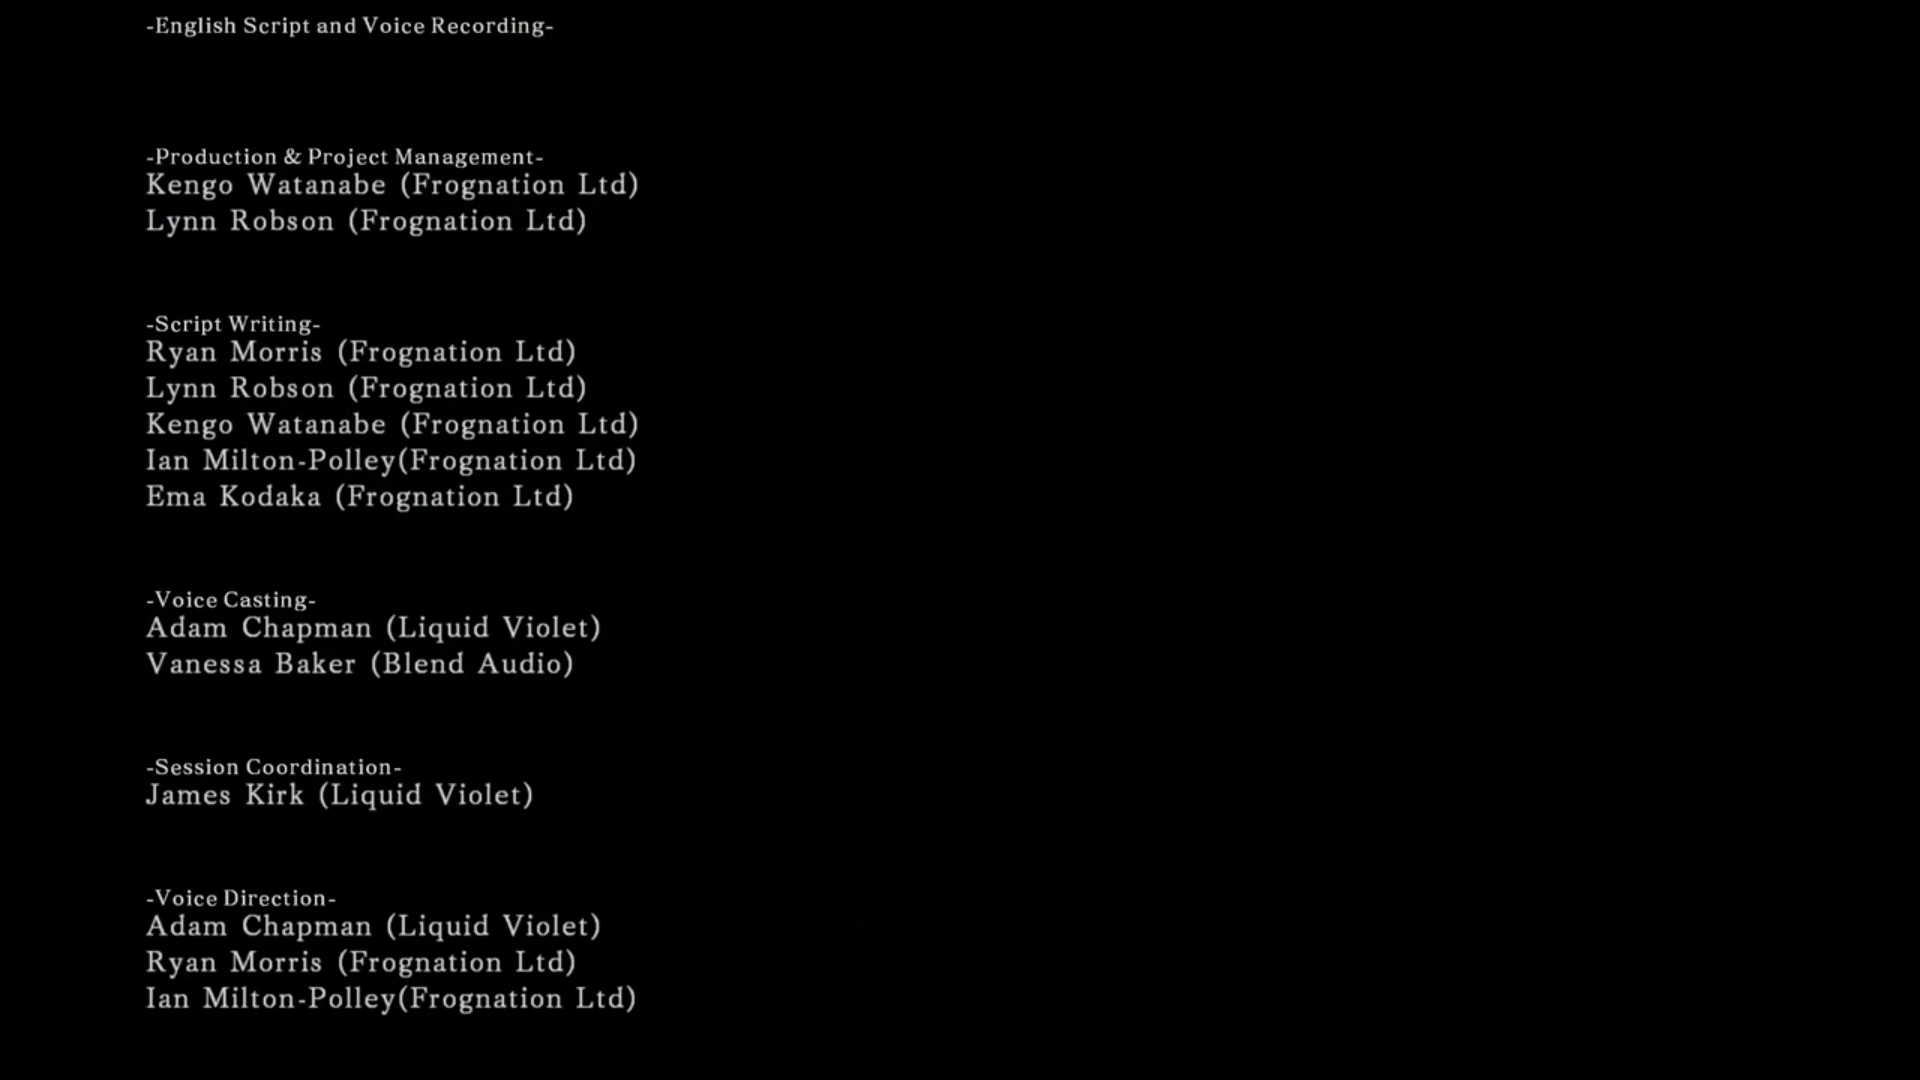 -English Script and Voice Recording-
-Production & Project Management-
Kengo Watanabe (Frognation Ltd)
Lynn Robson (Frognation Ltd)
-Script Writing-
Ryan Morris (Frognation Ltd)
Lynn Robson (Frognation Ltd)
Kengo Watanabe (Frognation Ltd)
Ian Milton-Polley(Frognation Ltd)
Ema Kodaka (Frognation Ltd)
-Voice Casting-
Adam Chapman (Liquid Violet)
Vanessa Baker (Blend Audio)
-Session Coordination-
James Kirk (Liquid Violet)
-Voice Direction-
Adam Chapman (Liquid Violet)
Ryan Morris (Frognation Ltd)
Ian Milton-Polley(Frognation Ltd)